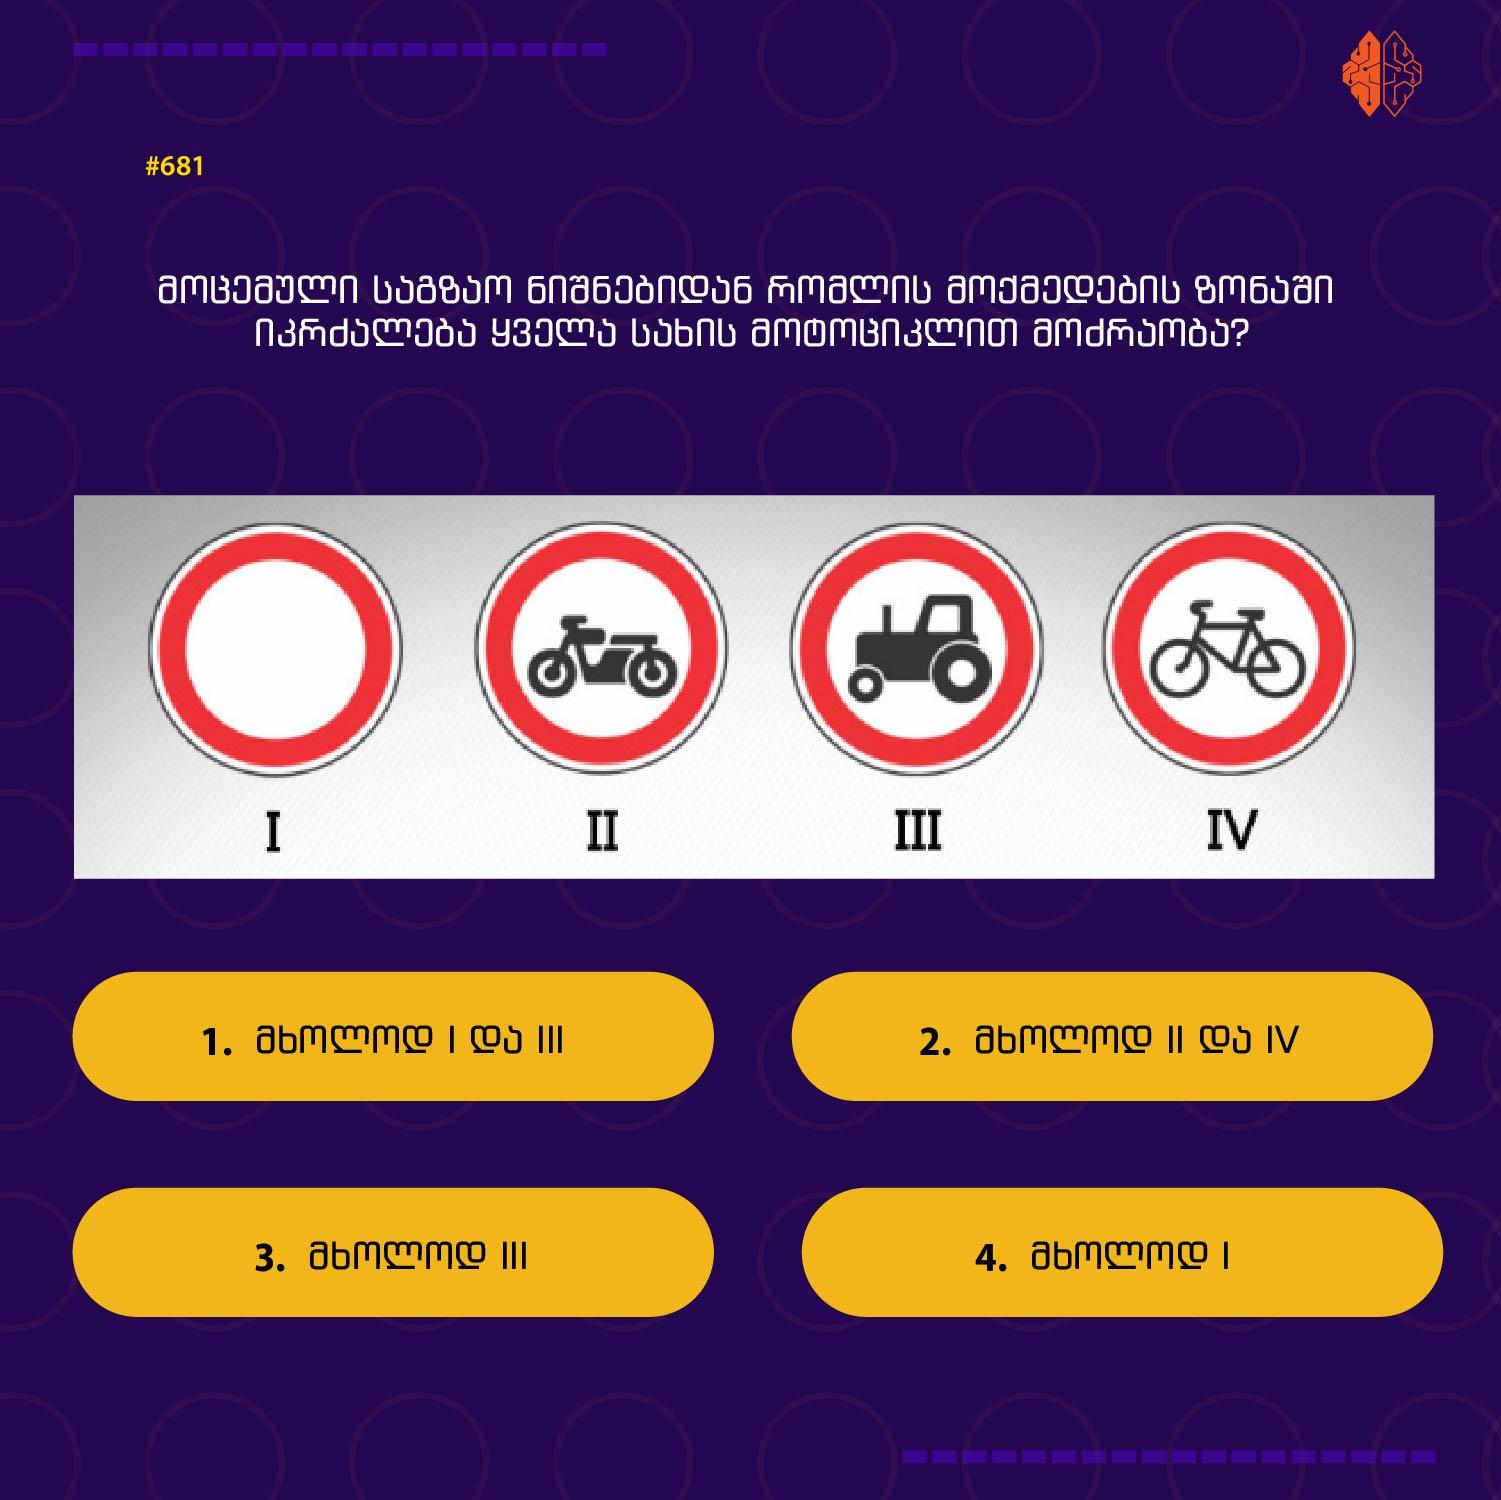 #681
მოცემული საგზაო ნიშნებიდან რომლის მოქმედების ზონაში
იკრძალება ყველა სახის მოტოციკლით მოძრაობა?
I
II
III
IV
1. მხოლოდ I და III
2. მხოლოდ II და IV
3. მხოლოდ III
4. მხოლოდ I